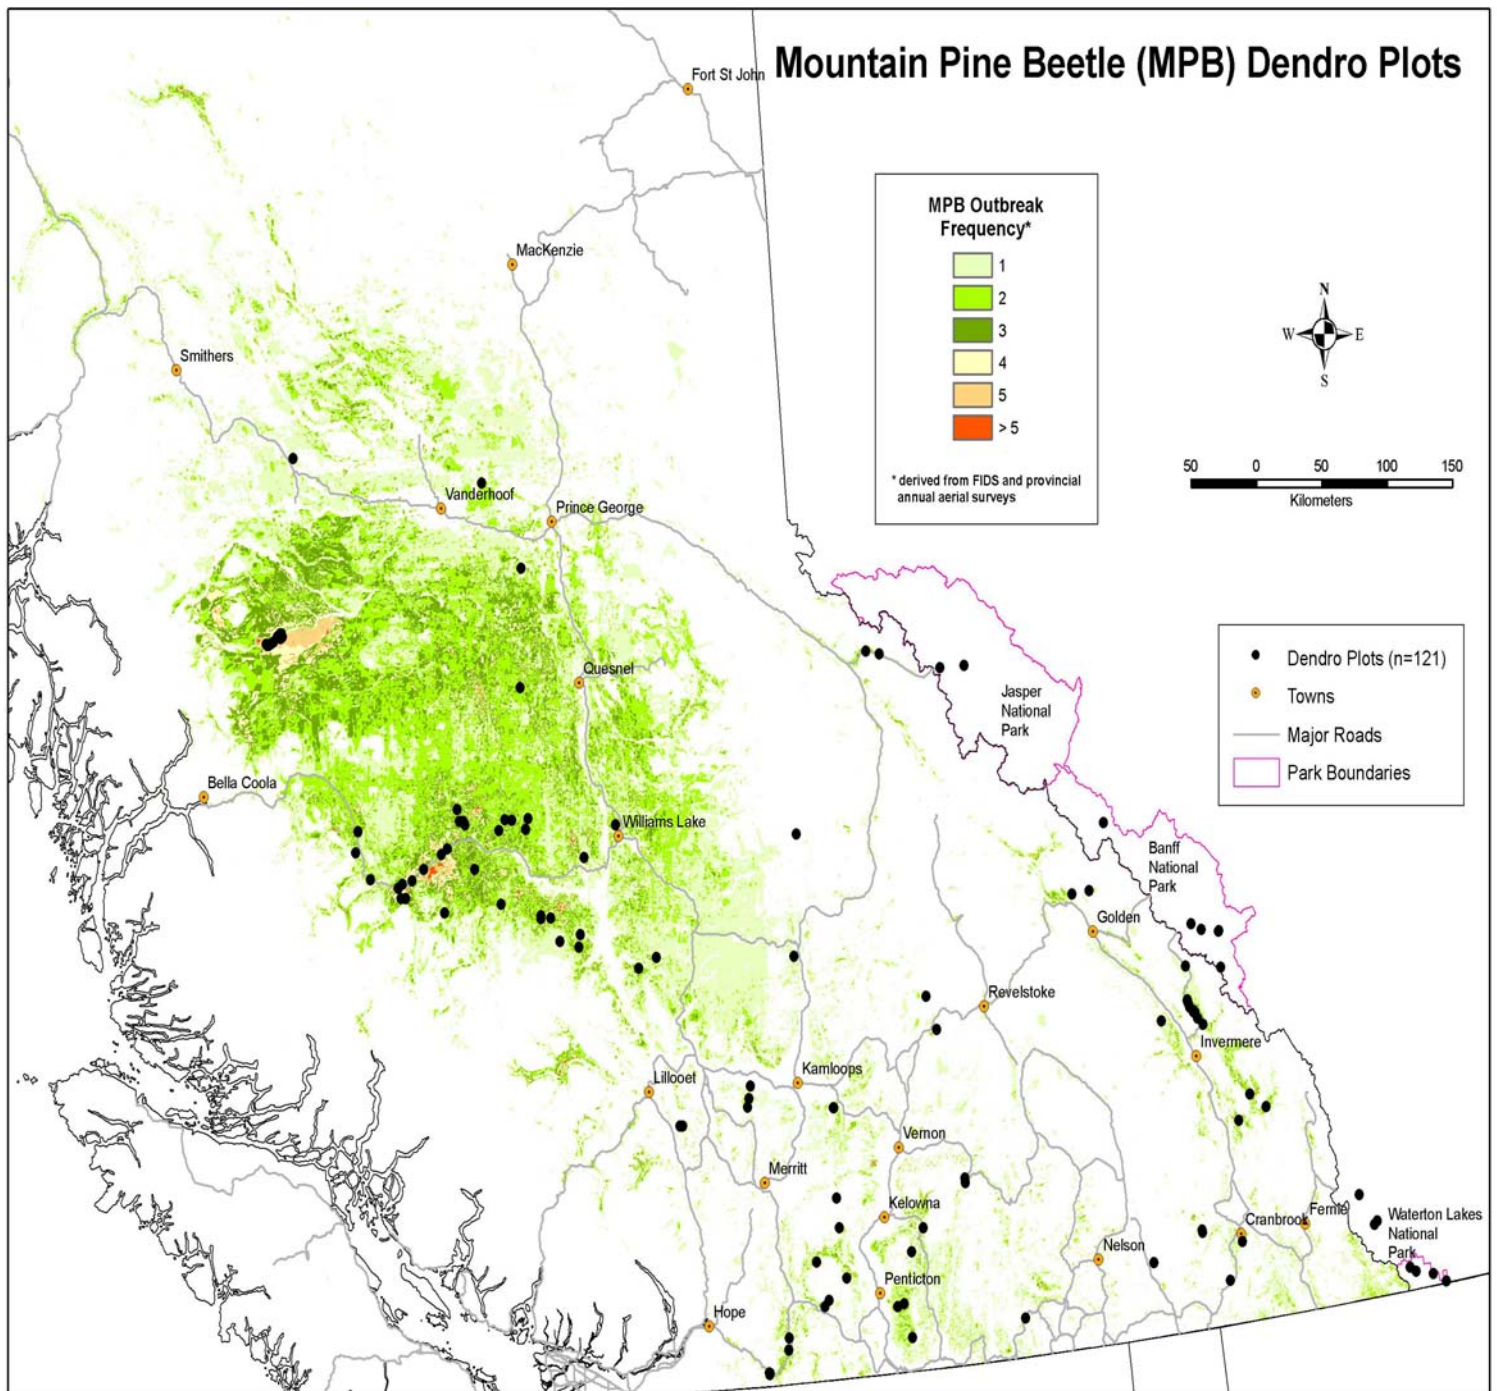 Mountain Pine Beetle (MPB) Dendro Plots
Fort St John
MPB Outbreak
Frequency*
1
2
3
4
5
> 5
* derived from FIDS and provincial
annual aerial surveys
N
W
E
S
50 0 50 100 150
Kilometers
MacKenzie
Smithers
Vanderhoof
Prince George
Dendro Plots (n=121)
Towns
Major Roads
Park Boundaries
Quesnel
Jasper
National
Park
Bella Coola
Williams Lake
Banff
National
Park
Golden
Revelstoke
Invermere
Kamloops
Lillooet
Vernon
Merritt
Kelowna
Fernie
Cranbrook
Waterton Lakes
National
Park
Nelson
Penticton
Hope